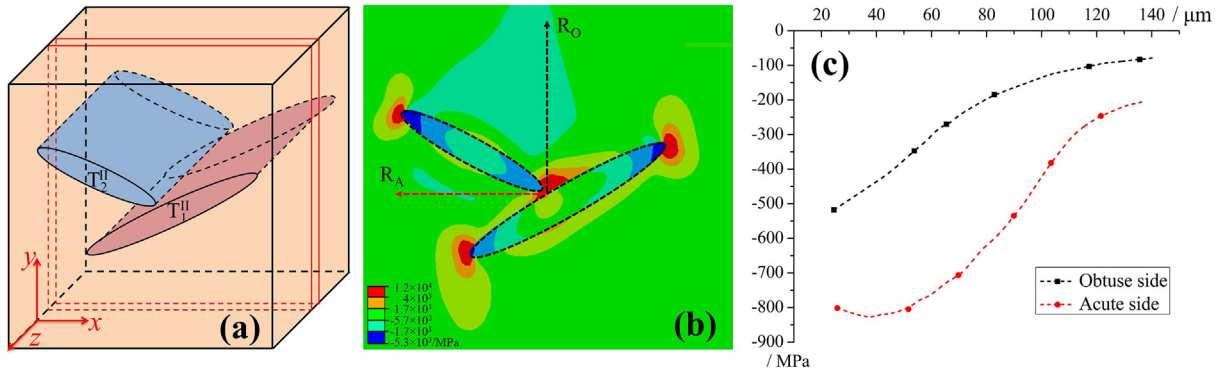 T₂ᴵᴵ
T₁ᴵᴵ
y
x
z
(a)
R_O
R_A
1.2×10⁴
4×10³
1.7×10³
-5.7×10²
-1.7×10³
-5.3×10³/MPa
(b)
20 40 60 80 100 120 140 / μm
0
-100
-200
-300
-400
-500
-600
-700
-800
-900
/ MPa
(c)
Obtuse side
Acute side